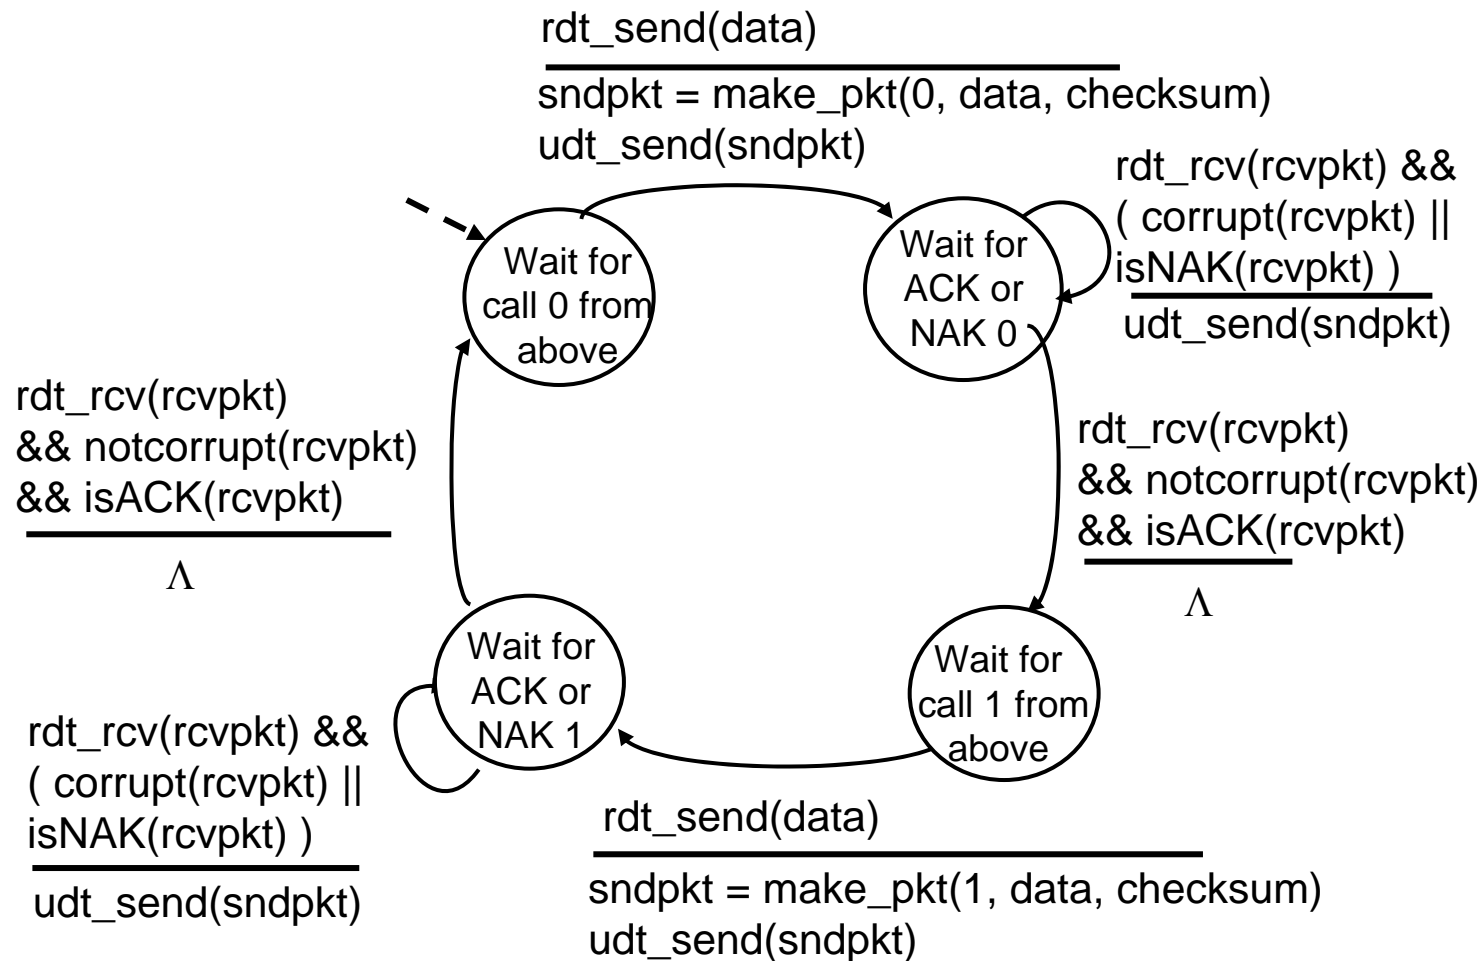 rdt_send(data)
sndpkt = make_pkt(0, data, checksum)
udt_send(sndpkt)
rdt_rcv(rcvpkt) &&
( corrupt(rcvpkt) ||
isNAK(rcvpkt) )
udt_send(sndpkt)
Wait for
call 0 from
above
Wait for
ACK or
NAK 0
rdt_rcv(rcvpkt)
&& notcorrupt(rcvpkt)
&& isACK(rcvpkt)
Λ
rdt_rcv(rcvpkt)
&& notcorrupt(rcvpkt)
&& isACK(rcvpkt)
Λ
Wait for
ACK or
NAK 1
Wait for
call 1 from
above
rdt_rcv(rcvpkt) &&
( corrupt(rcvpkt) ||
isNAK(rcvpkt) )
udt_send(sndpkt)
rdt_send(data)
sndpkt = make_pkt(1, data, checksum)
udt_send(sndpkt)